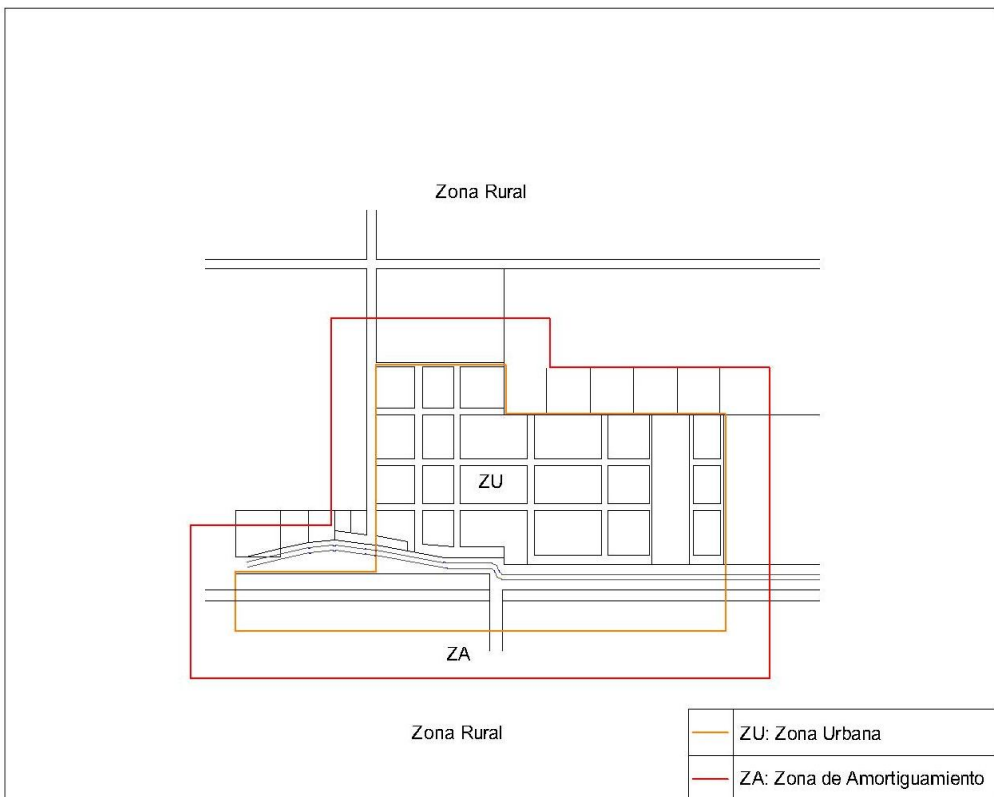 Zona Rural
ZU
ZA
Zona Rural
ZU: Zona Urbana
ZA: Zona de Amortiguamiento